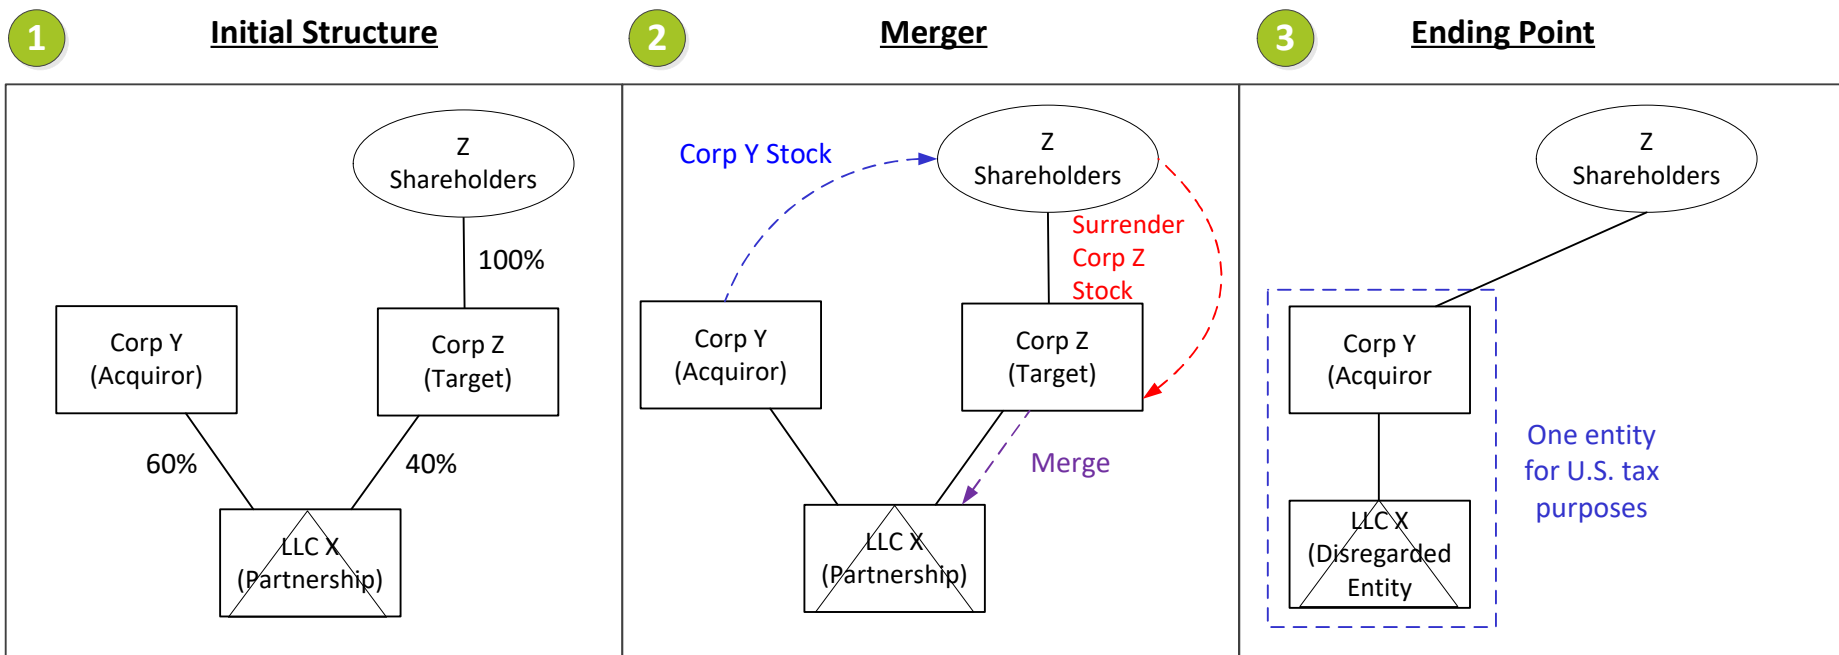 1
Initial Structure
Z
Shareholders
100%
Corp Y
(Acquiror)
Corp Z
(Target)
60%
40%
LLC X
(Partnership)
2
Merger
Corp Y Stock
Z
Shareholders
Surrender
Corp Z
Stock
Corp Y
(Acquiror)
Corp Z
(Target)
Merge
LLC X
(Partnership)
3
Ending Point
Z
Shareholders
Corp Y
(Acquiror
One entity
for U.S. tax
purposes
LLC X
(Disregarded
Entity